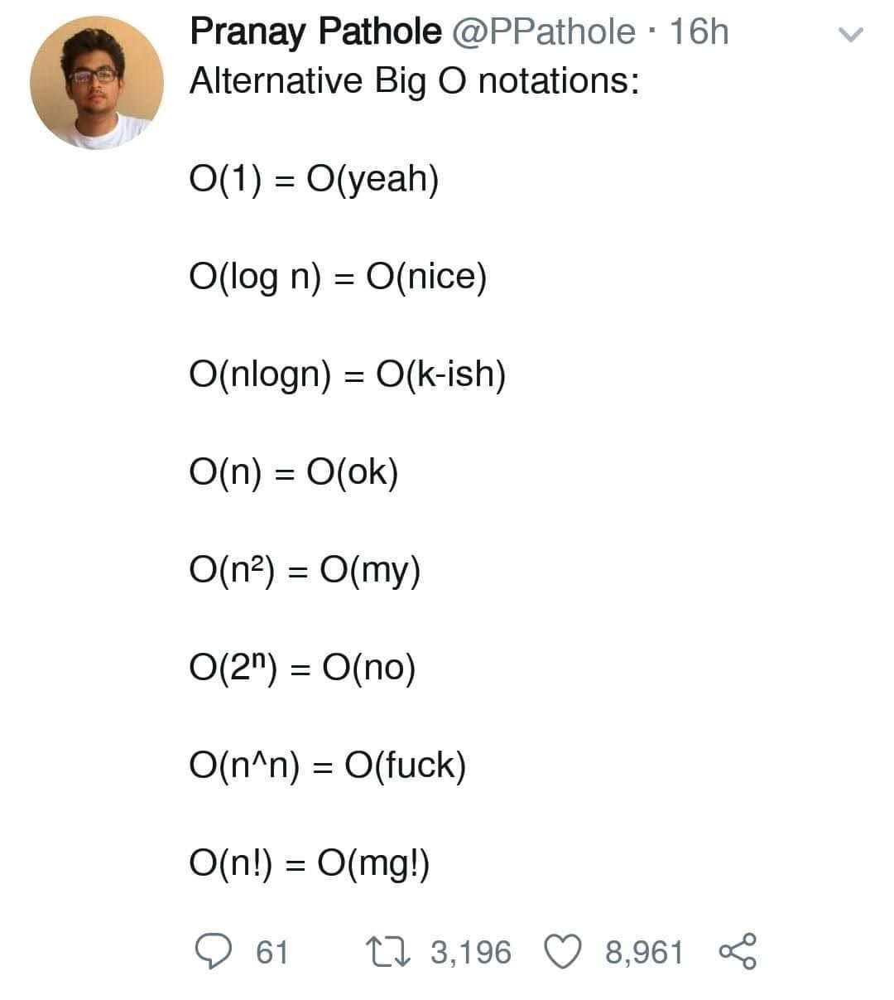 Pranay Pathole @PPathole · 16h
Alternative Big O notations:
O(1) = O(yeah)
O(log n) = O(nice)
O(nlogn) = O(k-ish)
O(n) = O(ok)
O(n²) = O(my)
O(2ⁿ) = O(no)
O(n^n) = O(fuck)
O(n!) = O(mg!)
61 3,196 8,961